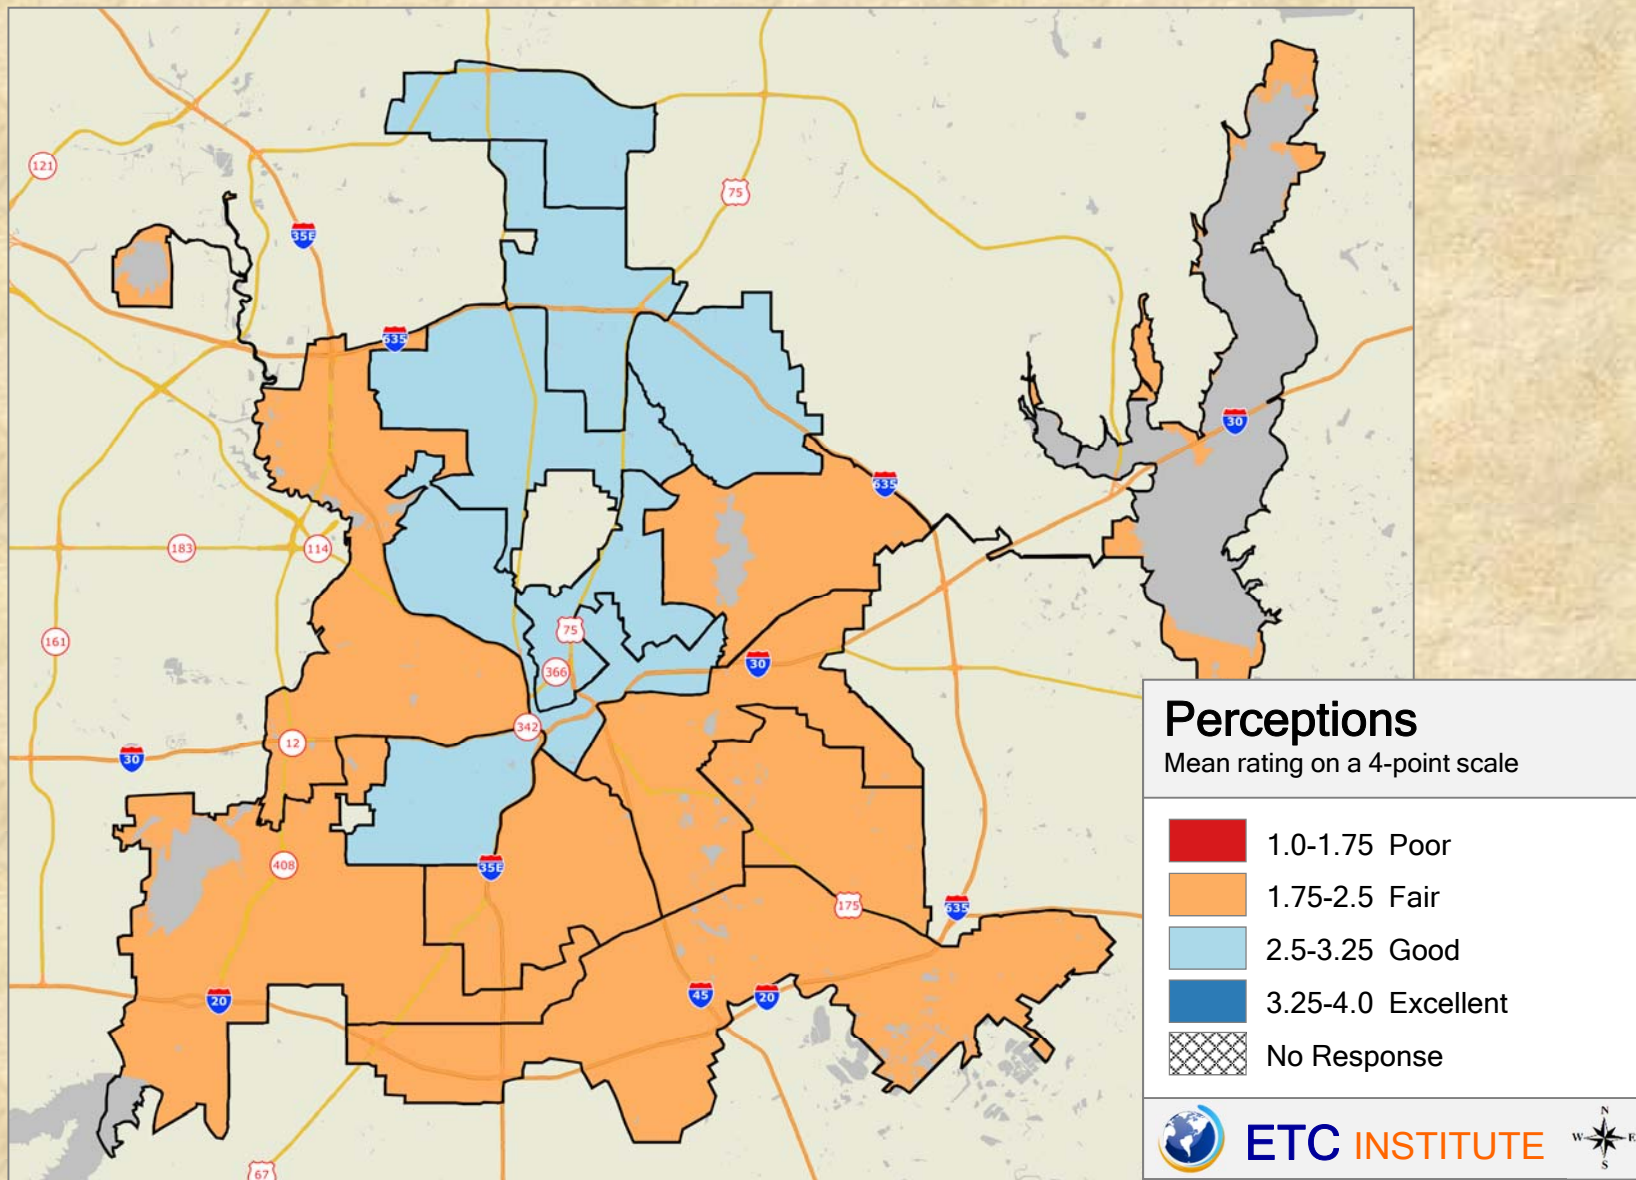 121
75
35E
635
30
635
183
114
161
75
366
30
342
12
30
408
35E
175
635
20
45
20
67
Perceptions
Mean rating on a 4-point scale
1.0-1.75 Poor
1.75-2.5 Fair
2.5-3.25 Good
3.25-4.0 Excellent
No Response
ETC INSTITUTE
N
W E
S